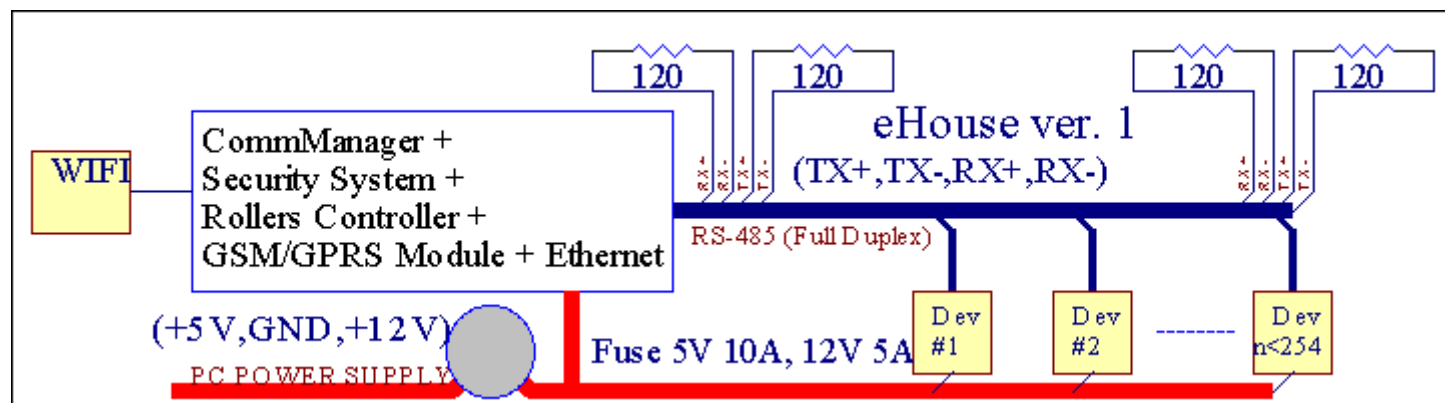 120
120
120
120
eHouse ver. 1
(TX+,TX-,RX+,RX-)
RX+
RX-
TX+
TX-
RX+
RX-
TX+
TX-
WIFI
CommManager +
Security System +
Rollers Controller +
GSM/GPRS Module + Ethernet
RS-485 (Full Duplex)
(+5V,GND,+12V)
PC POWER SUPPLY
Fuse 5V 10A, 12V 5A
Dev
#1
Dev
#2
Dev
n<254